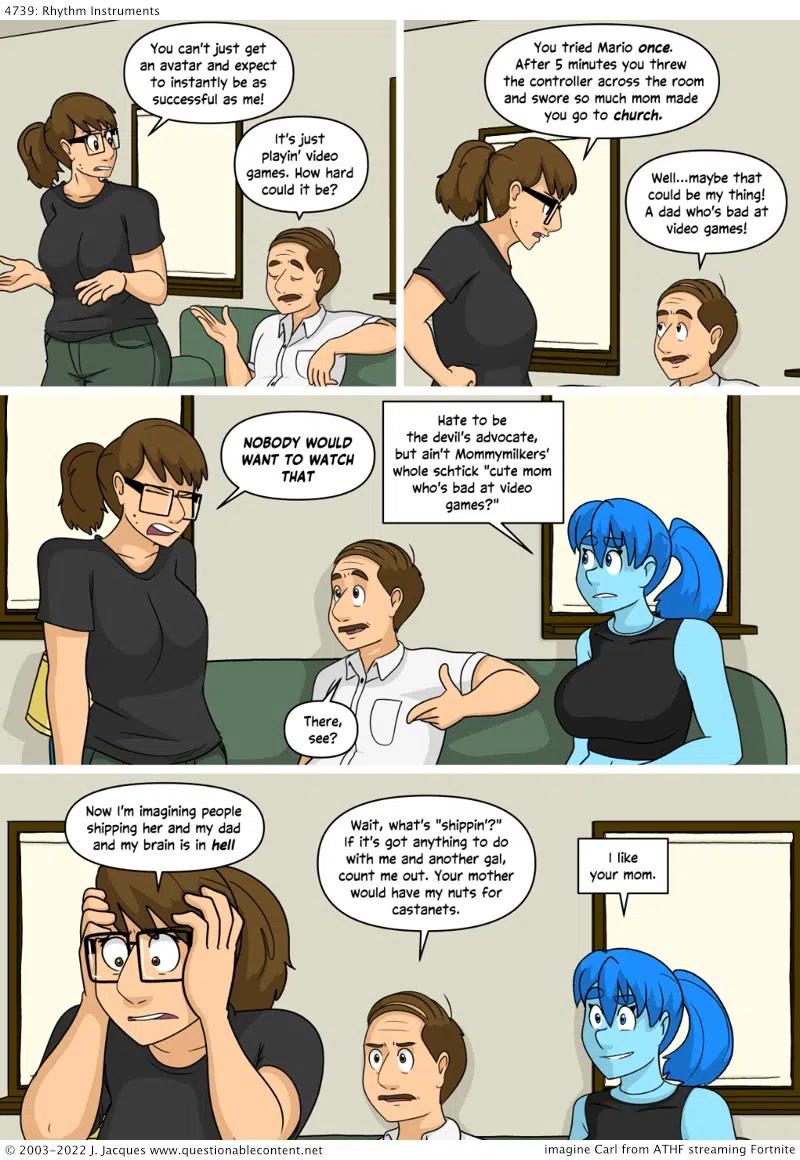 4739: Rhythm Instruments
You can't just get
an avatar and expect
to instantly be as
successful as me!
It's just
playin' video
games. How hard
could it be?
You tried Mario once.
After 5 minutes you threw
the controller across the room
and swore so much mom made
you go to church.
Well...maybe that
could be my thing!
A dad who's bad at
video games!
NOBODY WOULD
WANT TO WATCH
THAT
Hate to be
the devil's advocate,
but ain't Mommymilkers'
whole schtick "cute mom
who's bad at video
games?"
There,
see?
Now I'm imagining people
shipping her and my dad
and my brain is in hell
Wait, what's "shippin'?"
If it's got anything to do
with me and another gal,
count me out. Your mother
would have my nuts for
castanets.
I like
your mom.
© 2003-2022 J. Jacques www.questionablecontent.net
imagine Carl from ATHF streaming Fortnite